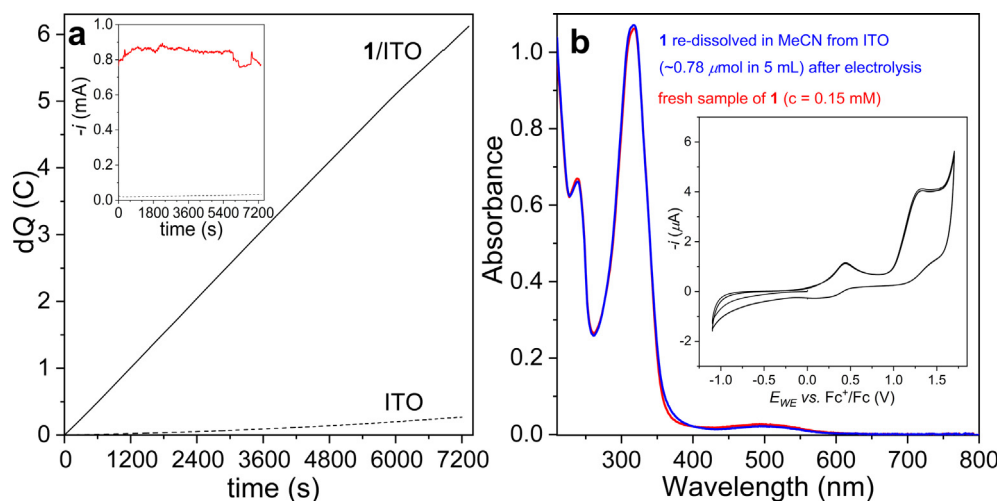 a
1/ITO
ITO
dQ (C)
6
5
4
3
2
1
0
0 1200 2400 3600 4800 6000 7200
time (s)
-i (mA)
1.0
0.8
0.6
0.4
0.2
0.0
0 1800 3600 5400 7200
time (s)
b
1 re-dissolved in MeCN from ITO
(~0.78 μmol in 5 mL) after electrolysis
fresh sample of 1 (c = 0.15 mM)
Absorbance
1.0
0.8
0.6
0.4
0.2
0.0
300 400 500 600 700 800
Wavelength (nm)
-i (μA)
6
4
2
0
-2
-1.0 -0.5 0.0 0.5 1.0 1.5
E_WE vs. Fc⁺/Fc (V)